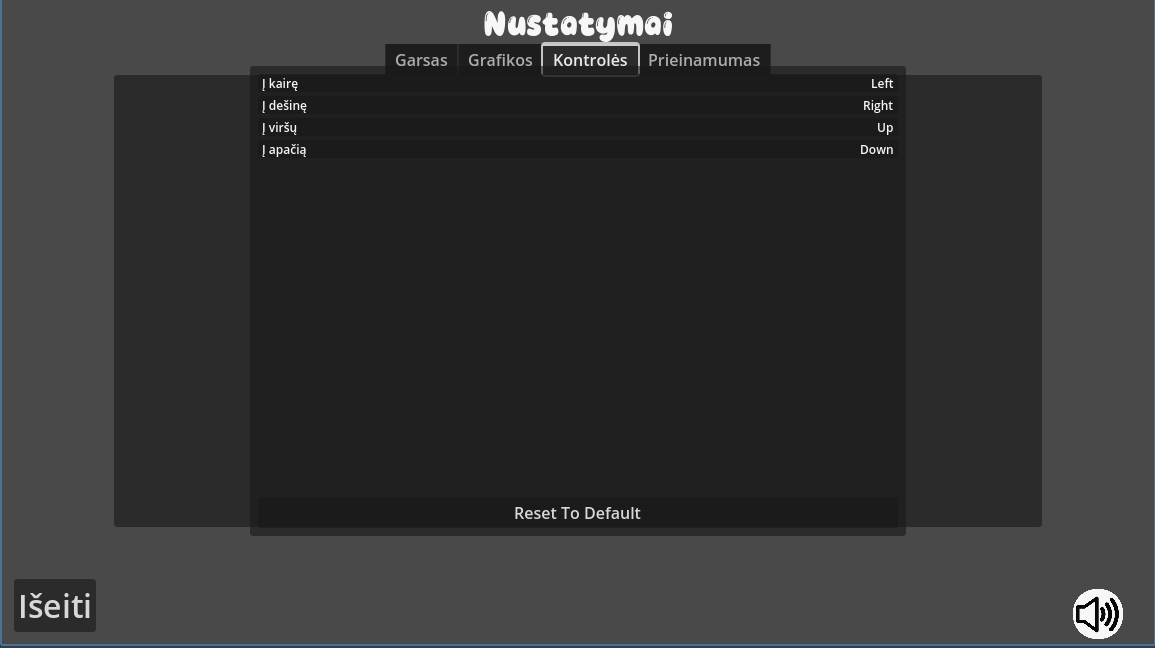 Nustatymai
Garsas Grafikos Kontrolės Prieinamumas
Į kairę Left
Į dešinę Right
Į viršų Up
Į apačią Down
Reset To Default
Išeiti